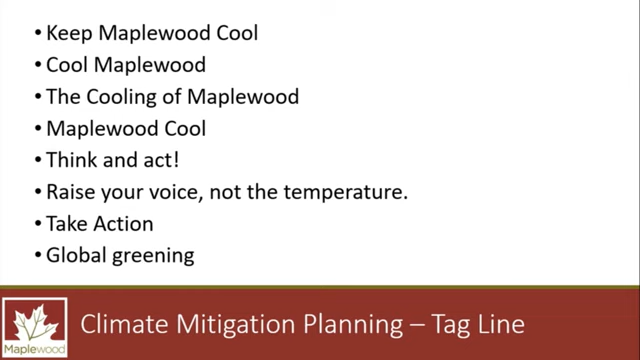 • Keep Maplewood Cool
• Cool Maplewood
• The Cooling of Maplewood
• Maplewood Cool
• Think and act!
• Raise your voice, not the temperature.
• Take Action
• Global greening
Climate Mitigation Planning – Tag Line
Maplewood